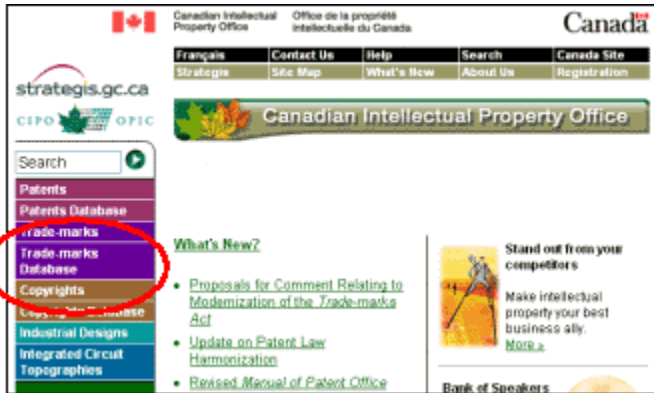 Canadian Intellectual Property Office
Office de la propriété intellectuelle du Canada
Canada
Français Contact Us Help Search Canada Site
Strategis Site Map What's New About Us Registration
strategis.gc.ca
CIPO OPIC
Canadian Intellectual Property Office
Search
Patents
Patents Database
Trade-marks
Trade-marks
Database
Copyrights
Copyrights Database
Industrial Designs
Integrated Circuit
Topographies
What's New?
Proposals for Comment Relating to
Modernization of the Trade-marks
Act
Update on Patent Law
Harmonization
Revised Manual of Patent Office
Stand out from your
competitors
Make intellectual
property your best
business ally.
More »
Bank of Speakers